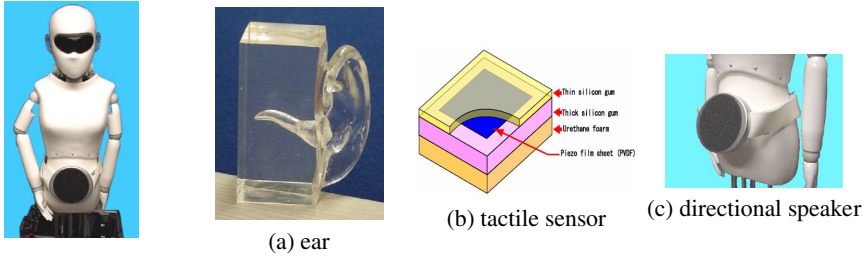 Thin silicon gum
Thick silicon gum
Urethane foarm
Piezo film sheet (PVDF)
(a) ear
(b) tactile sensor
(c) directional speaker